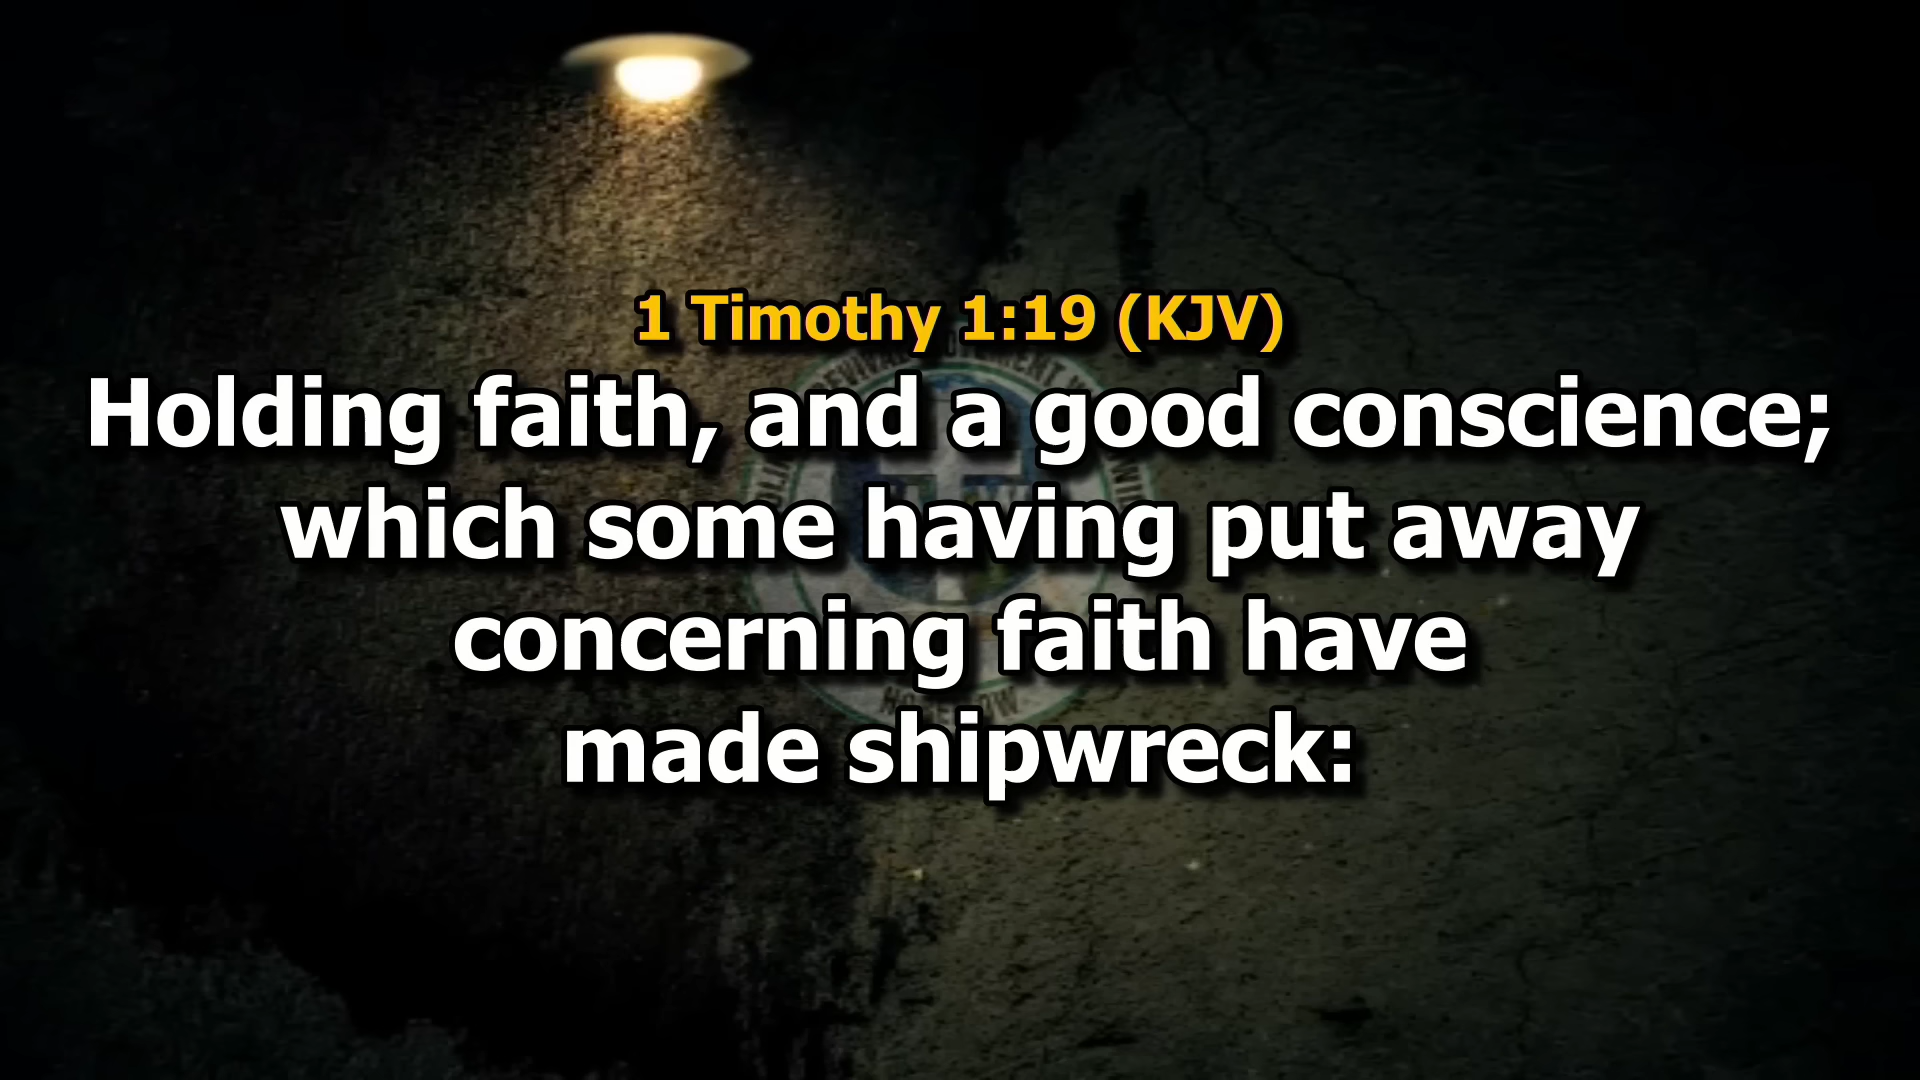 1 Timothy 1:19 (KJV)
Holding faith, and a good conscience;
which some having put away
concerning faith have
made shipwreck: